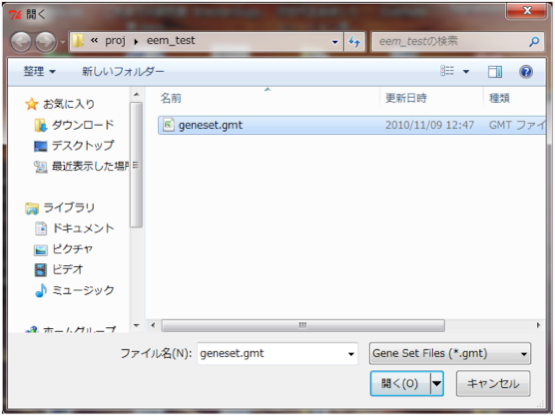 開く
« proj ▸ eem_test
eem_testの検索
整理 ▾ 新しいフォルダー
名前 更新日時 種類
お気に入り
ダウンロード
デスクトップ
最近表示した場所
ライブラリ
ドキュメント
ピクチャ
ビデオ
ミュージック
ホームグループ
geneset.gmt 2010/11/09 12:47 GMT ファイ
ファイル名(N): geneset.gmt Gene Set Files (*.gmt)
開く(O) キャンセル